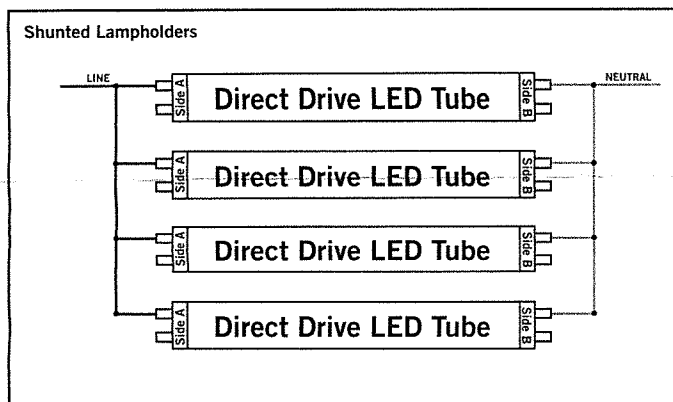 Shunted Lampholders
LINE
NEUTRAL
Side A
Direct Drive LED Tube
Side B
Side A
Direct Drive LED Tube
Side B
Side A
Direct Drive LED Tube
Side B
Side A
Direct Drive LED Tube
Side B